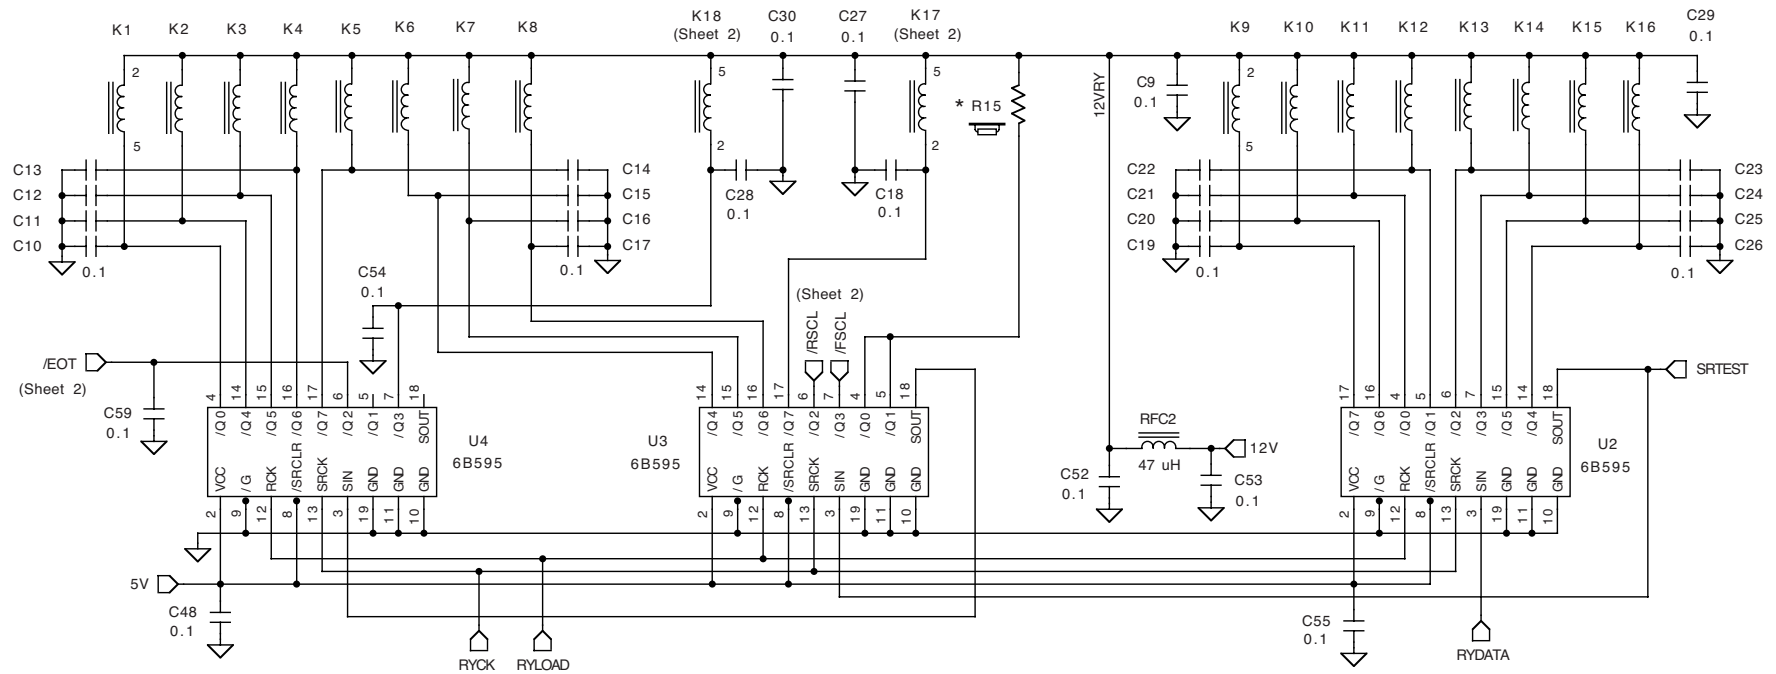 K1 K2 K3 K4 K5 K6 K7 K8 K18 C30 C27 K17 K9 K10 K11 K12 K13 K14 K15 K16 C29
(Sheet 2) 0.1 0.1 (Sheet 2) 0.1
2 5 5 2
12VRY
C9
0.1
* R15
5 2 2 5
C13 C14 C22 C23
C12 C15 C21 C24
C11 C16 C20 C25
C10 C17 C19 C26
0.1 0.1 0.1 0.1
C28
0.1
C18
0.1
C54
0.1
(Sheet 2)
/RSCL /FSCL
/EOT
(Sheet 2)
SRTEST
C59
0.1
4 14 15 16 17 6 5 7 18
/Q0 /Q4 /Q5 /Q6 /Q7 /Q2 /Q1 /Q3 SOUT
U4
6B595
VCC /G RCK /SRCLR SRCK SIN GND GND GND
2 9 12 8 13 3 19 11 10
14 15 16 17 6 7 4 5 18
/Q4 /Q5 /Q6 /Q7 /Q2 /Q3 /Q0 /Q1 SOUT
U3
6B595
VCC /G RCK /SRCLR SRCK SIN GND GND GND
2 9 12 8 13 3 19 11 10
RFC2
47 uH
12V
C52
0.1
C53
0.1
17 16 4 5 6 7 15 14 18
/Q7 /Q6 /Q0 /Q1 /Q2 /Q3 /Q5 /Q4 SOUT
U2
6B595
VCC /G RCK /SRCLR SRCK SIN GND GND GND
2 9 12 8 13 3 19 11 10
5V
C48
0.1
C55
0.1
RYCK RYLOAD RYDATA